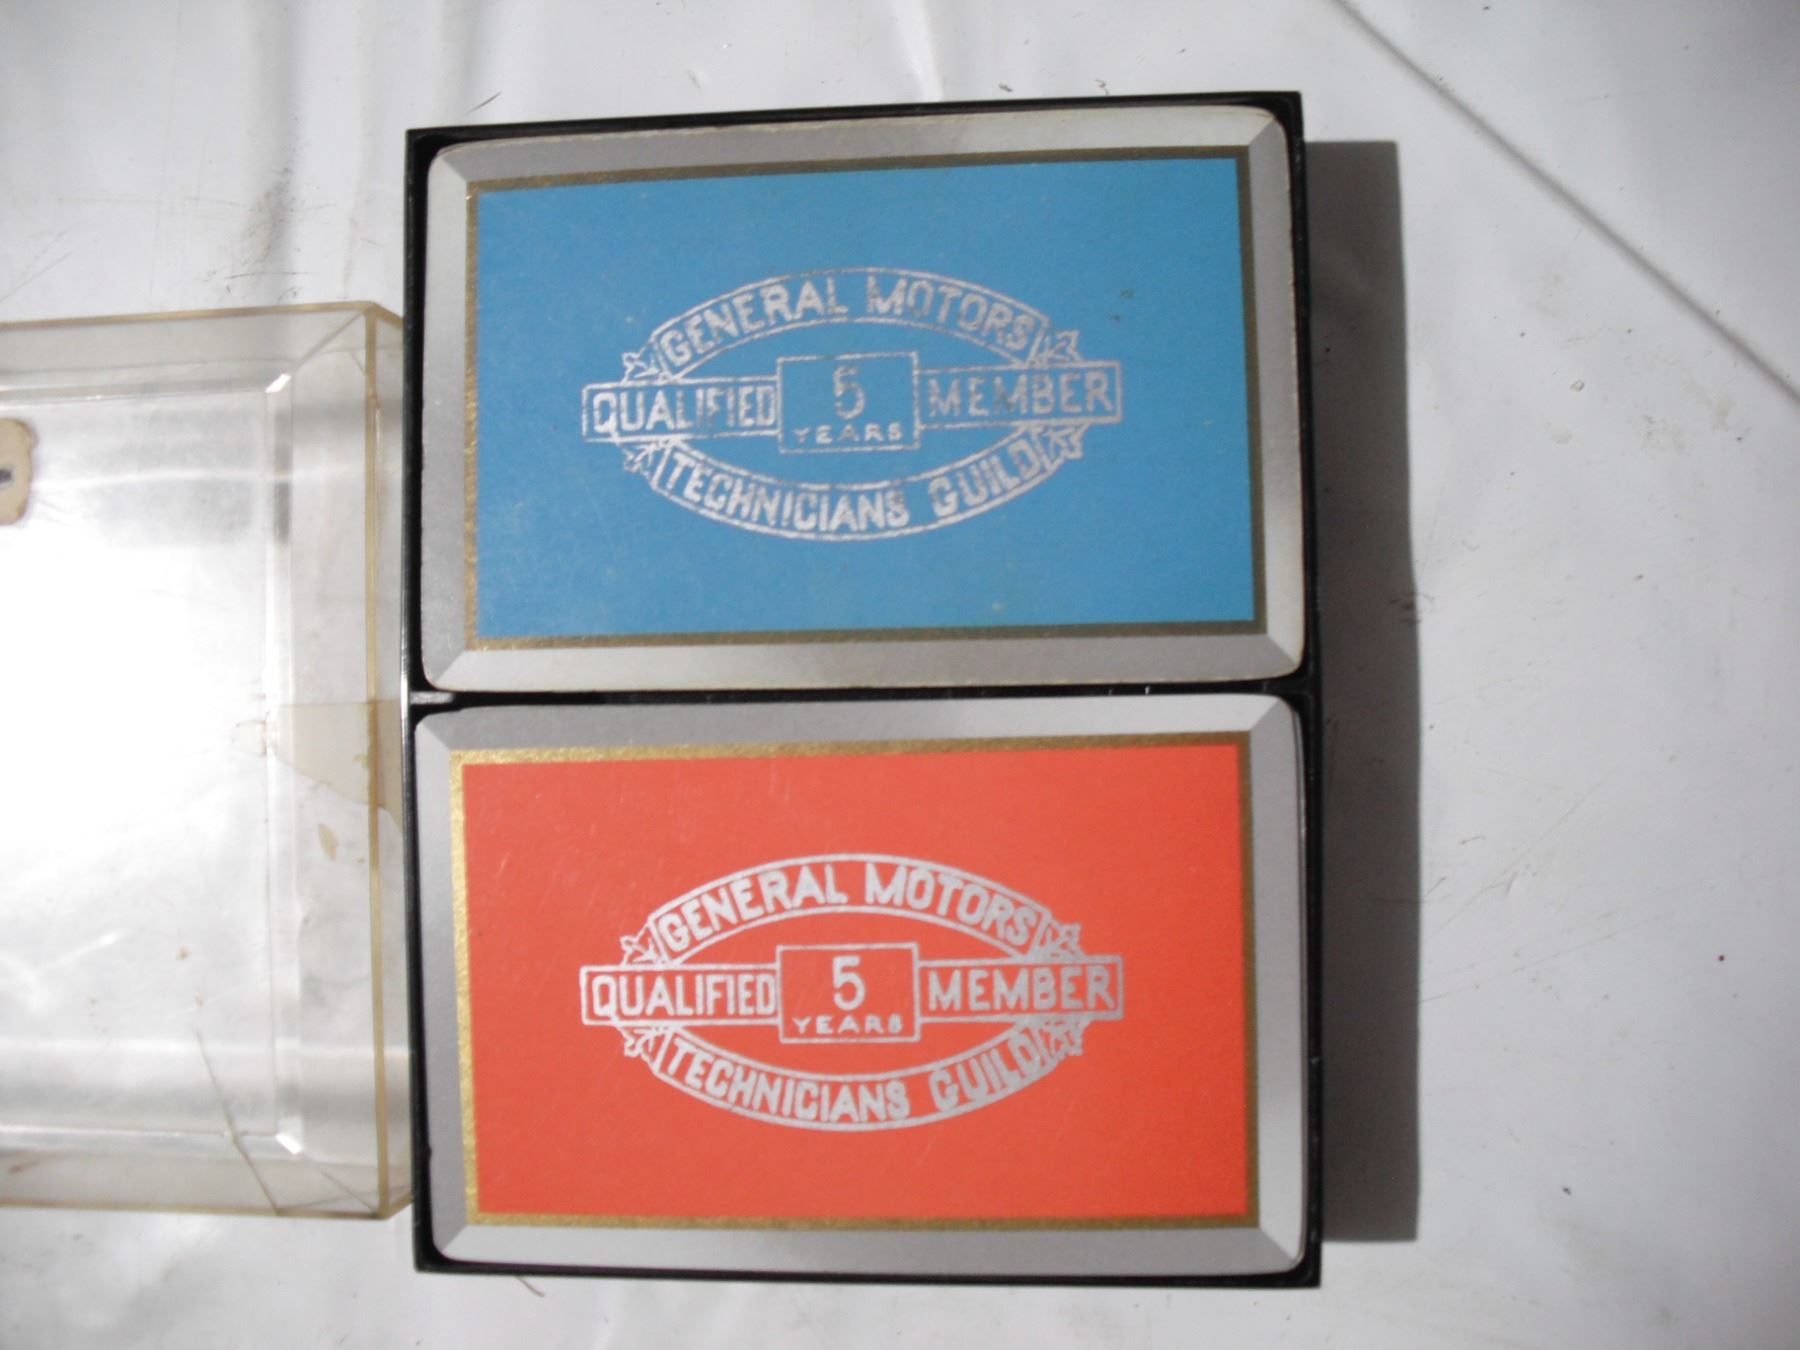 GENERAL MOTORS
QUALIFIED 5 YEARS MEMBER
TECHNICIANS GUILD
GENERAL MOTORS
QUALIFIED 5 YEARS MEMBER
TECHNICIANS GUILD